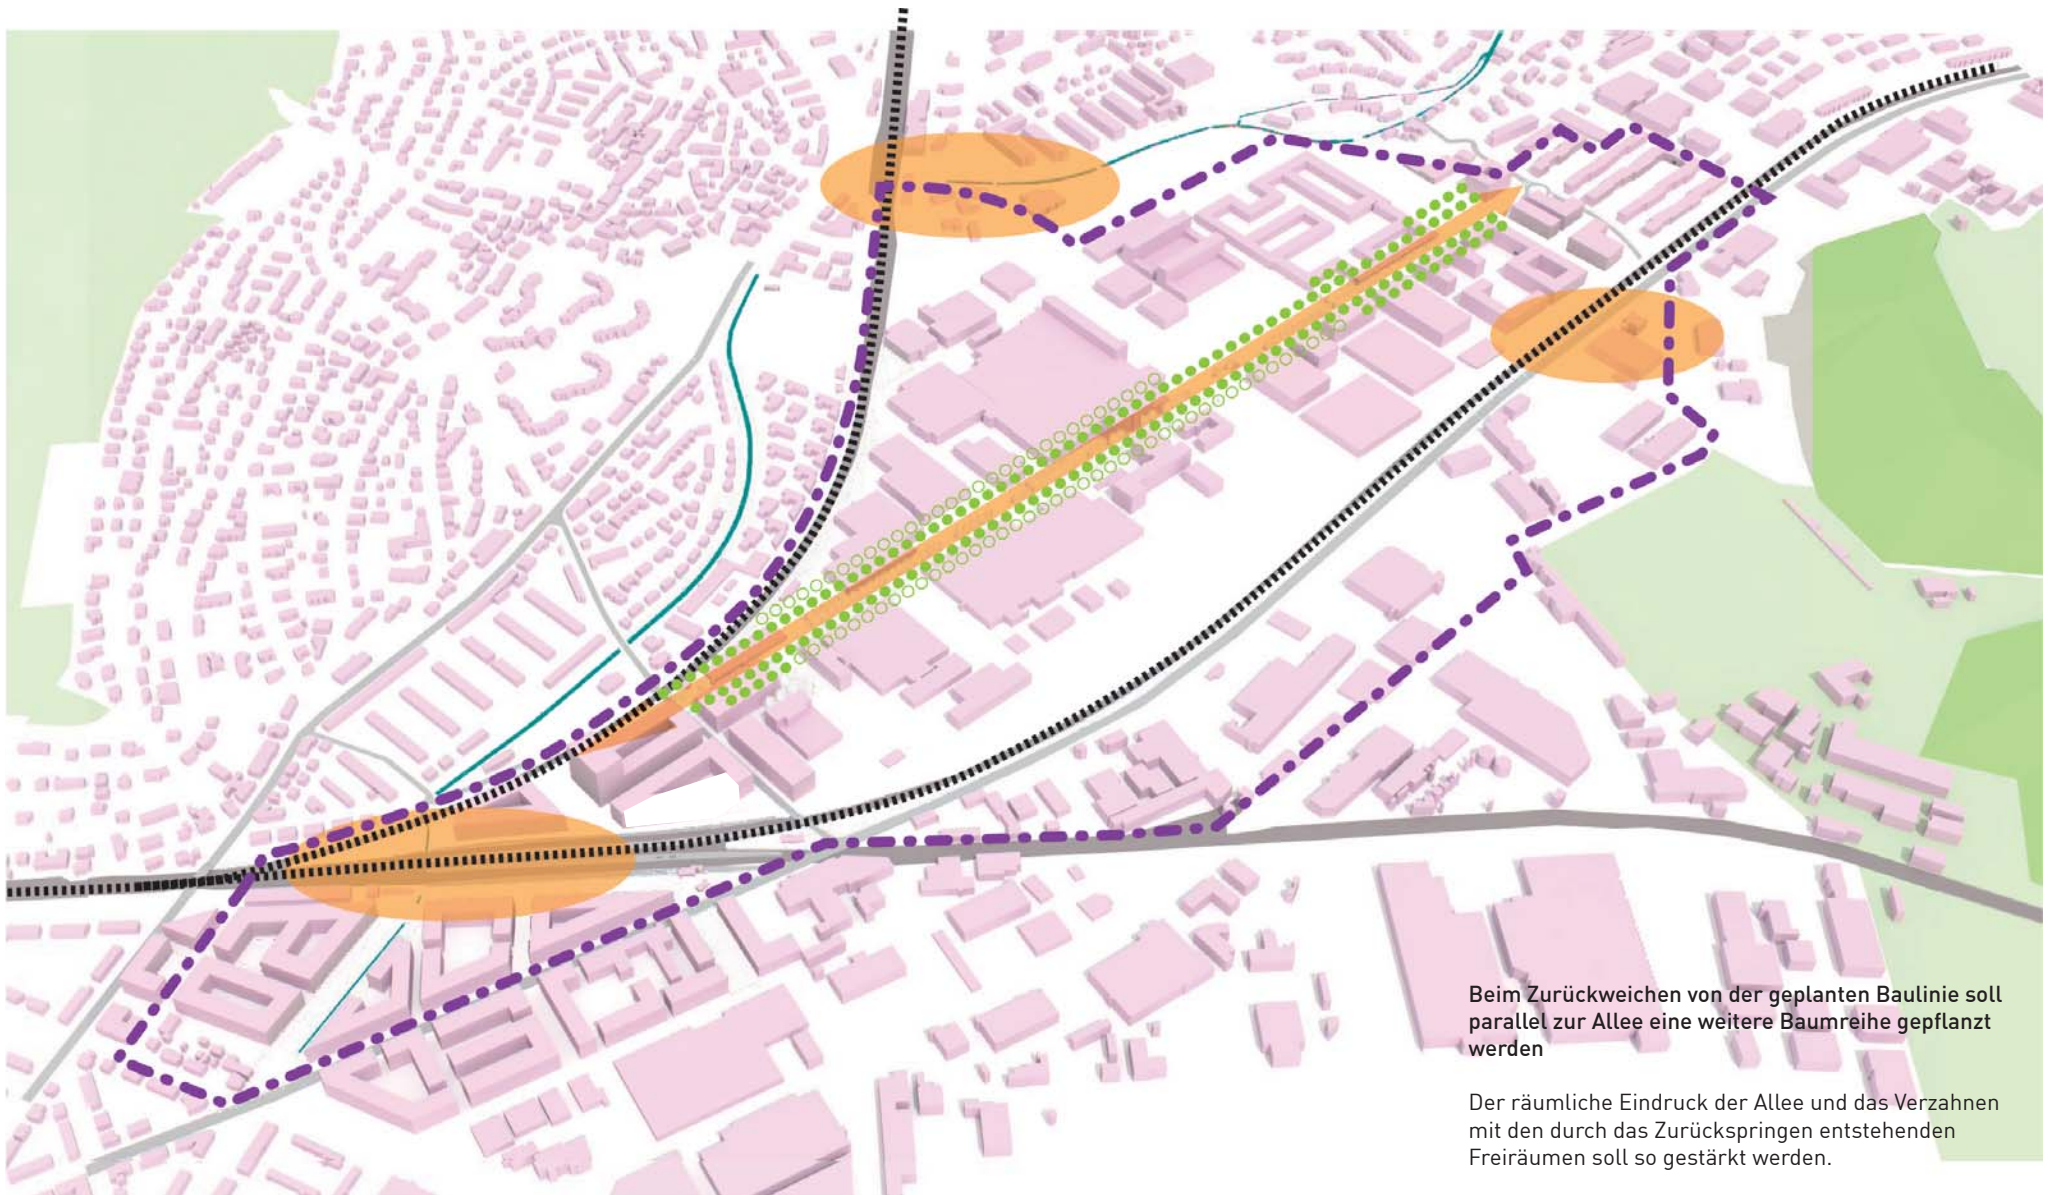 Beim Zurückweichen von der geplanten Baulinie soll
parallel zur Allee eine weitere Baumreihe gepflanzt
werden
Der räumliche Eindruck der Allee und das Verzahnen
mit den durch das Zurückspringen entstehenden
Freiräumen soll so gestärkt werden.